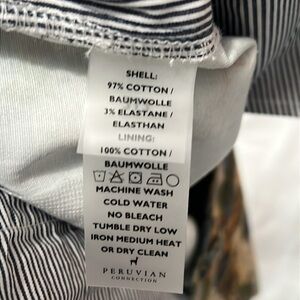 SHELL:
97% COTTON /
BAUMWOLLE
3% ELASTANE /
ELASTHAN
LINING:
100% COTTON /
BAUMWOLLE
MACHINE WASH
COLD WATER
NO BLEACH
TUMBLE DRY LOW
IRON MEDIUM HEAT
OR DRY CLEAN
PERUVIAN
CONNECTION